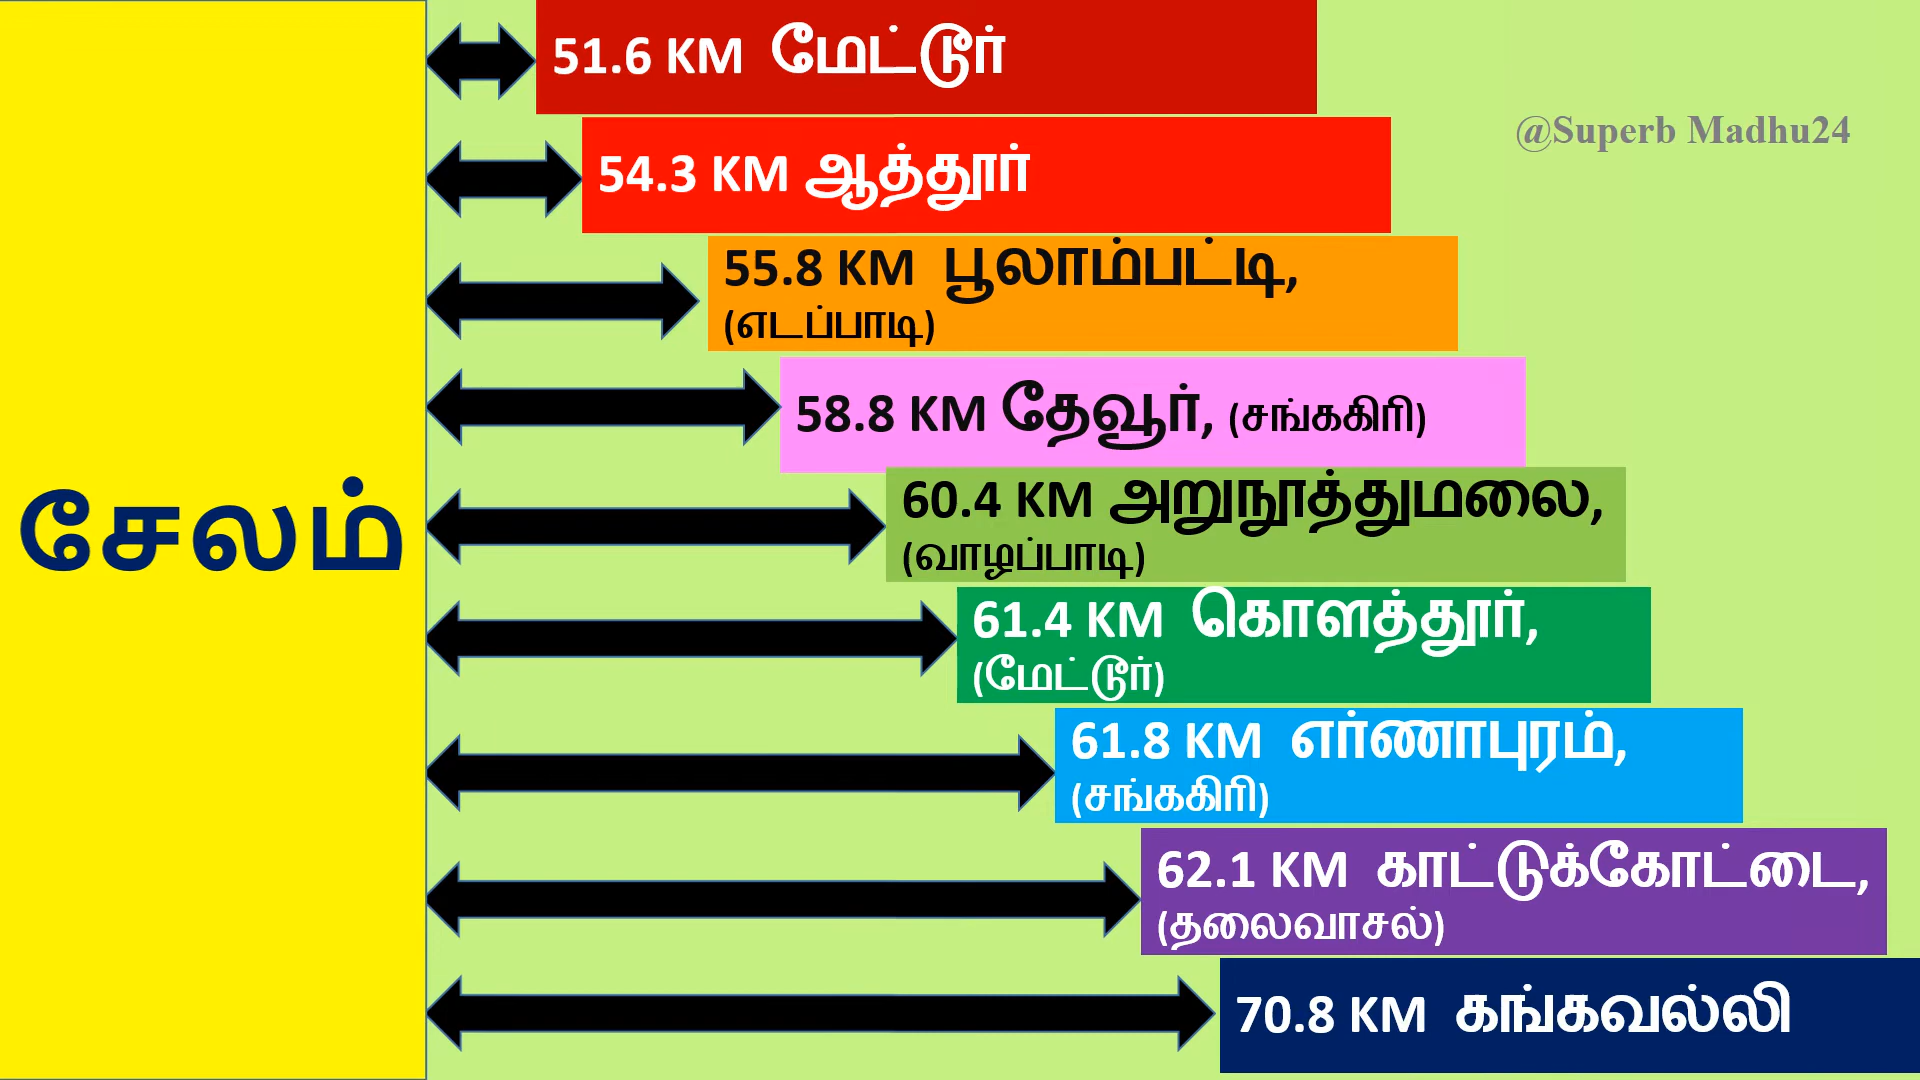 சேலம்
51.6 KM மேட்டூர்
@Superb Madhu24
54.3 KM ஆத்தூர்
55.8 KM பூலாம்பட்டி,
(எடப்பாடி)
58.8 KM தேவூர், (சங்ககிரி)
60.4 KM அறுநூத்துமலை,
(வாழப்பாடி)
61.4 KM கொளத்தூர்,
(மேட்டூர்)
61.8 KM எர்ணாபுரம்,
(சங்ககிரி)
62.1 KM காட்டுக்கோட்டை,
(தலைவாசல்)
70.8 KM கங்கவல்லி